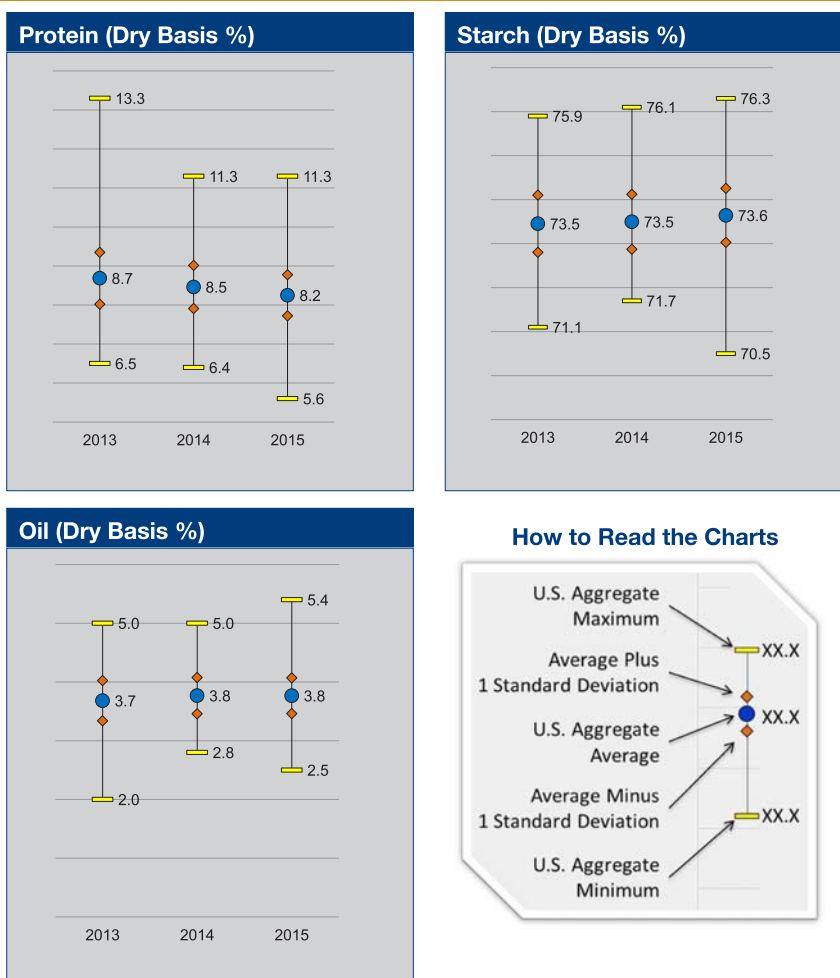 Protein (Dry Basis %)
13.3
11.3
11.3
8.7
8.5
8.2
6.5
6.4
5.6
2013 2014 2015
Starch (Dry Basis %)
75.9
76.1
76.3
73.5
73.5
73.6
71.1
71.7
70.5
2013 2014 2015
Oil (Dry Basis %)
5.0
5.0
5.4
3.7
3.8
3.8
2.0
2.8
2.5
2013 2014 2015
How to Read the Charts
U.S. Aggregate
Maximum
XX.X
Average Plus
1 Standard Deviation
XX.X
U.S. Aggregate
Average
Average Minus
1 Standard Deviation
XX.X
U.S. Aggregate
Minimum